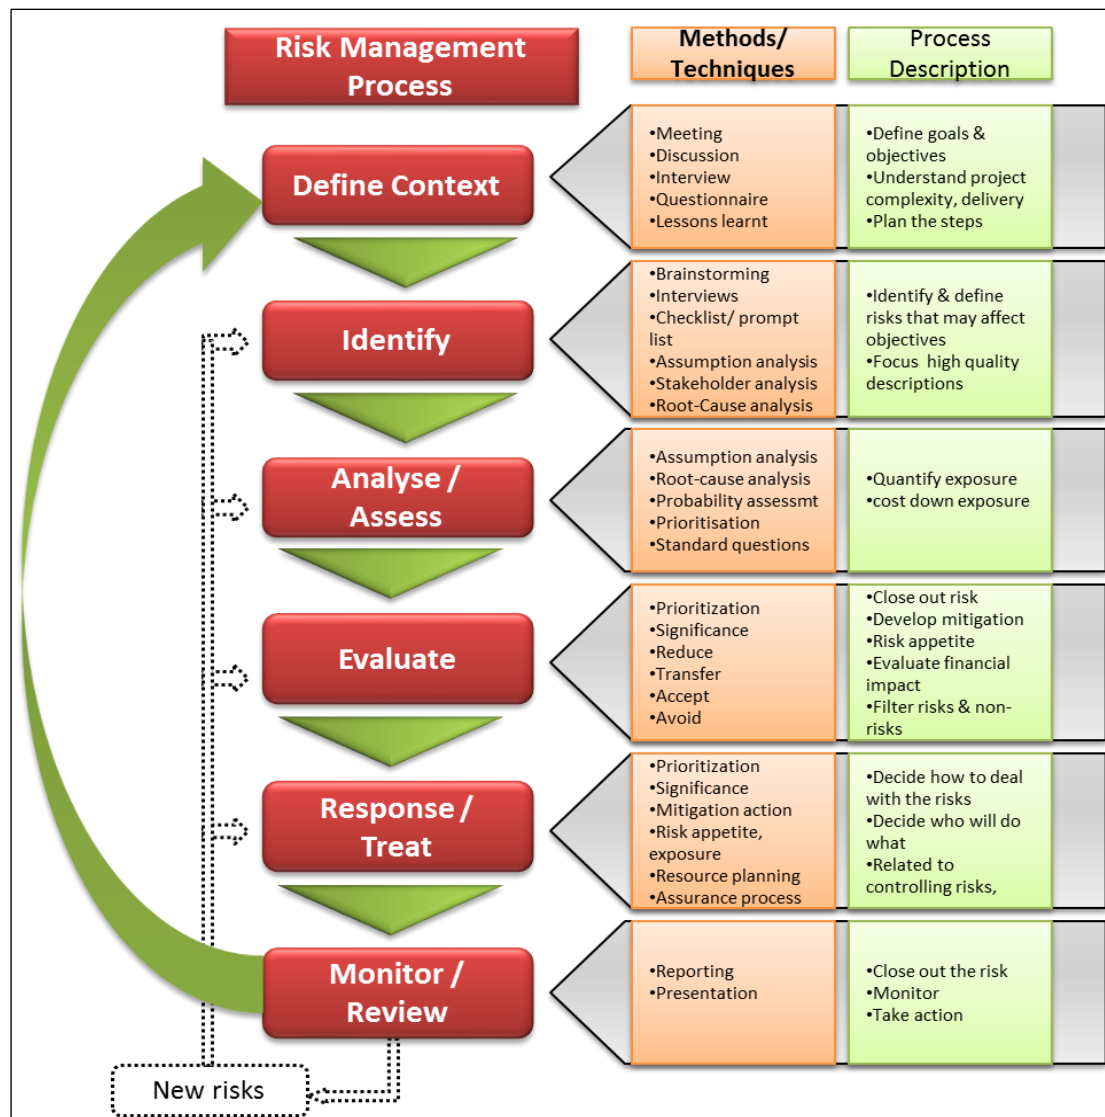 Risk Management
Process
Methods/
Techniques
Process
Description
Define Context
•Meeting
•Discussion
•Interview
•Questionnaire
•Lessons learnt
•Define goals &
objectives
•Understand project
complexity, delivery
•Plan the steps
Identify
•Brainstorming
•Interviews
•Checklist/ prompt
list
•Assumption analysis
•Stakeholder analysis
•Root-Cause analysis
•Identify & define
risks that may affect
objectives
•Focus  high quality
descriptions
Analyse /
Assess
•Assumption analysis
•Root-cause analysis
•Probability assessmt
•Prioritisation
•Standard questions
•Quantify exposure
•cost down exposure
Evaluate
•Prioritization
•Significance
•Reduce
•Transfer
•Accept
•Avoid
•Close out risk
•Develop mitigation
•Risk appetite
•Evaluate financial
impact
•Filter risks & non-
risks
Response /
Treat
•Prioritization
•Significance
•Mitigation action
•Risk appetite,
exposure
•Resource planning
•Assurance process
•Decide how to deal
with the risks
•Decide who will do
what
•Related to
controlling risks,
Monitor /
Review
•Reporting
•Presentation
•Close out the risk
•Monitor
•Take action
New risks